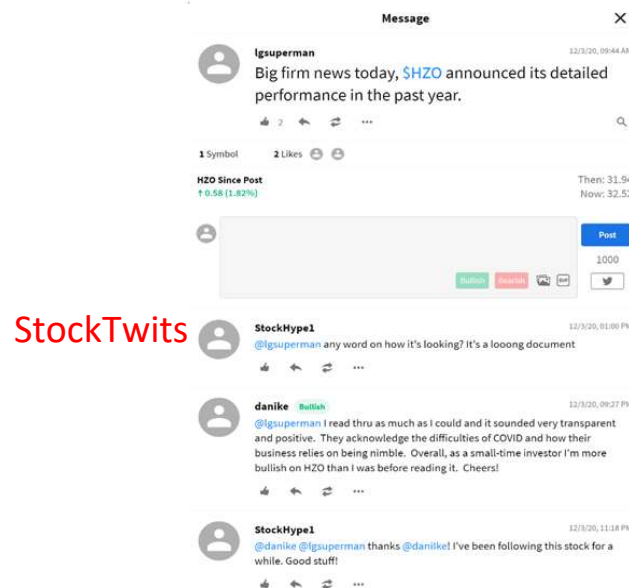 Message
lgsuperman 12/3/20, 09:44 AM
Big firm news today, $HZO announced its detailed
performance in the past year.
2
1 Symbol 2 Likes
HZO Since Post Then: 31.94
↑ 0.58 (1.82%) Now: 32.52
Post
1000
Bullish Bearish GIF
StockTwits
StockHype1 12/3/20, 01:00 PM
@lgsuperman any word on how it's looking? It's a looong document
danike Bullish 12/3/20, 09:27 PM
@lgsuperman I read thru as much as I could and it sounded very transparent
and positive. They acknowledge the difficulties of COVID and how their
business relies on being nimble. Overall, as a small-time investor I'm more
bullish on HZO than I was before reading it. Cheers!
StockHype1 12/3/20, 11:18 PM
@danike @lgsuperman thanks @danilke! I've been following this stock for a
while. Good stuff!